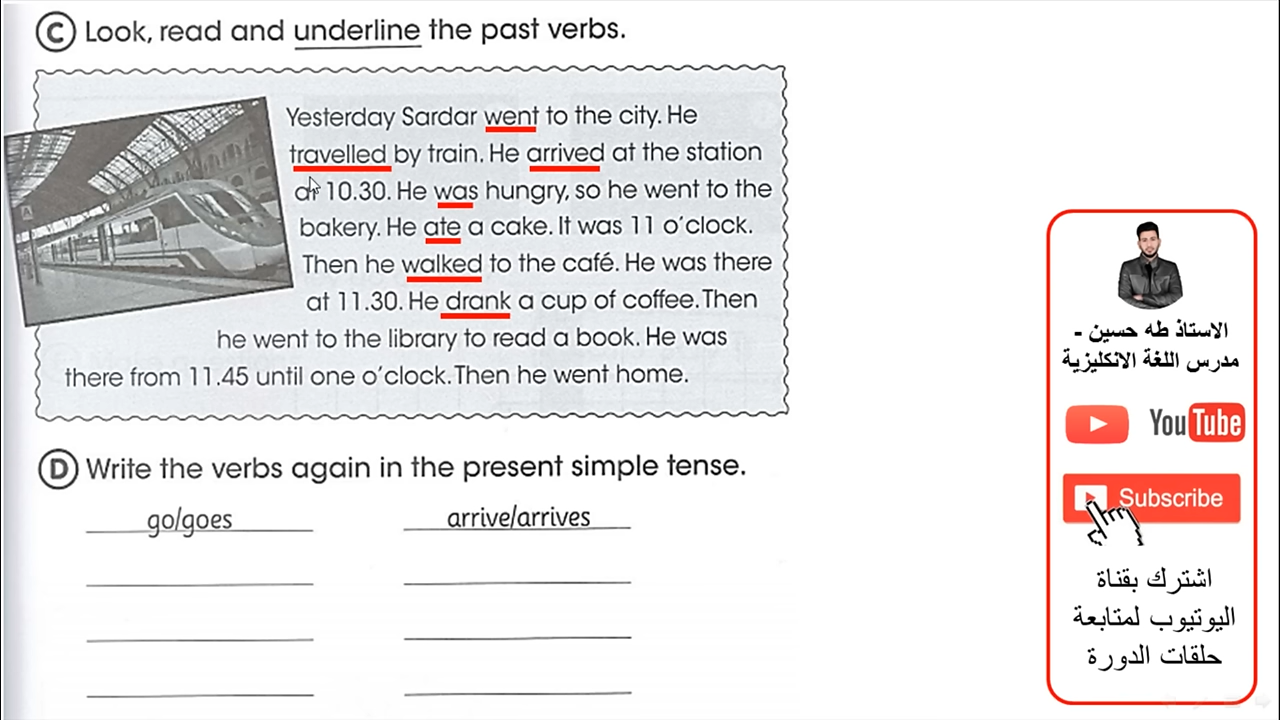 C Look, read and underline the past verbs.
Yesterday Sardar went to the city. He
travelled by train. He arrived at the station
at 10.30. He was hungry, so he went to the
bakery. He ate a cake. It was 11 o'clock.
Then he walked to the café. He was there
at 11.30. He drank a cup of coffee. Then
he went to the library to read a book. He was
there from 11.45 until one o'clock. Then he went home.
D Write the verbs again in the present simple tense.
go/goes
arrive/arrives
الاستاذ طه حسين -
مدرس اللغة الانكليزية
YouTube
Subscribe
اشترك بقناة
اليوتيوب لمتابعة
حلقات الدورة